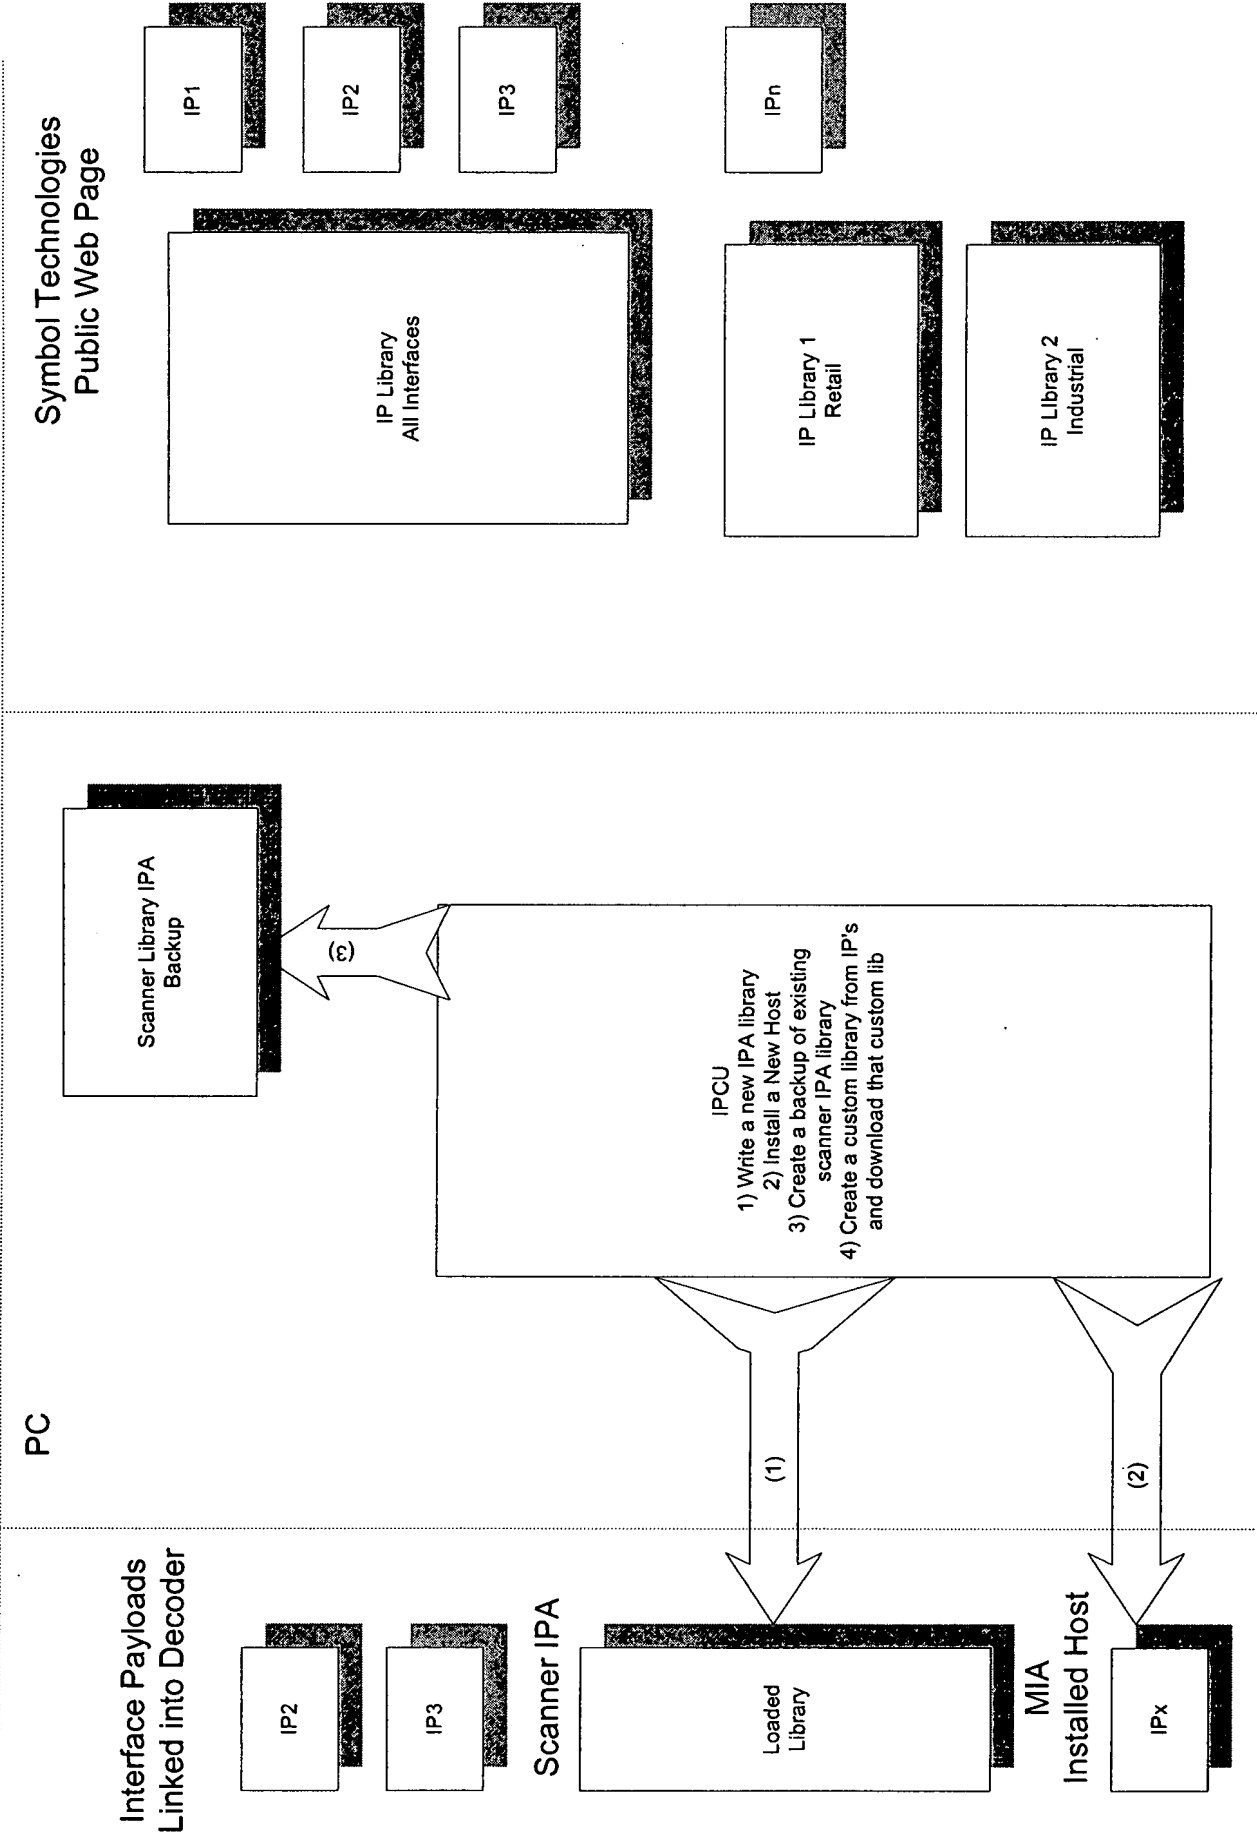 Interface Payloads
Linked into Decoder
IP2
IP3
Scanner IPA
Loaded
Library
MIA
Installed Host
IPx
PC
(1)
(2)
IPCU
1) Write a new IPA library
2) Install a New Host
3) Create a backup of existing
scanner IPA library
4) Create a custom library from IP's
and download that custom lib
(3)
Scanner Library IPA
Backup
Symbol Technologies
Public Web Page
IP Library
All Interfaces
IP Library 1
Retail
IP Library 2
Industrial
IP1
IP2
IP3
IPn